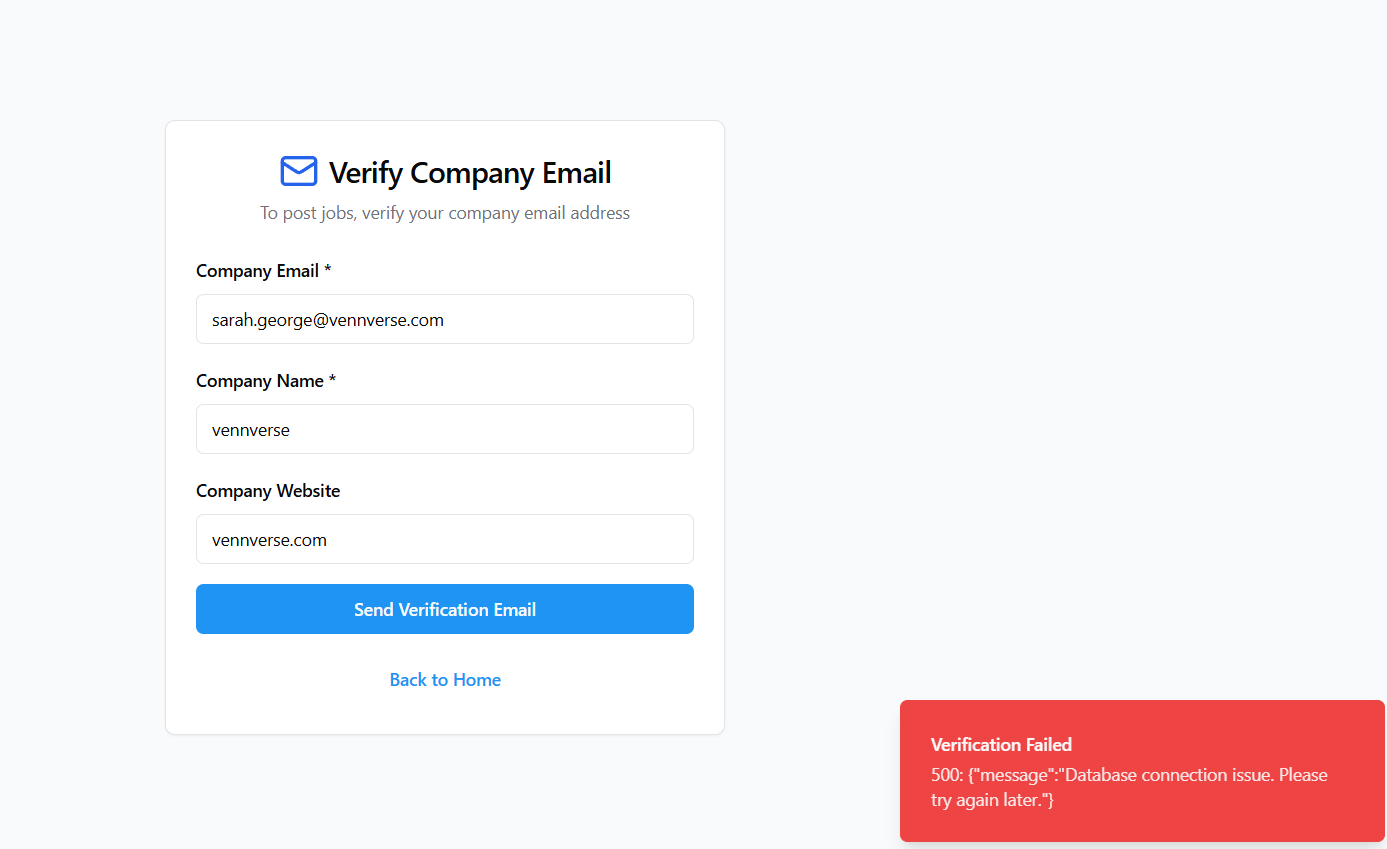 Verify Company Email
To post jobs, verify your company email address
Company Email *
sarah.george@vennverse.com
Company Name *
vennverse
Company Website
vennverse.com
Send Verification Email
Back to Home
Verification Failed
500: {"message":"Database connection issue. Please
try again later."}